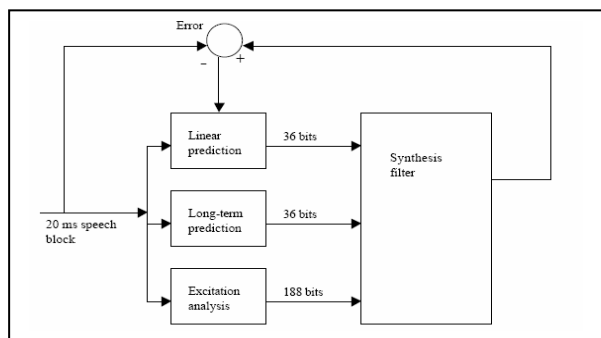 Error
– +
Linear
prediction
36 bits
Synthesis
filter
Long-term
prediction
36 bits
20 ms speech
block
Excitation
analysis
188 bits